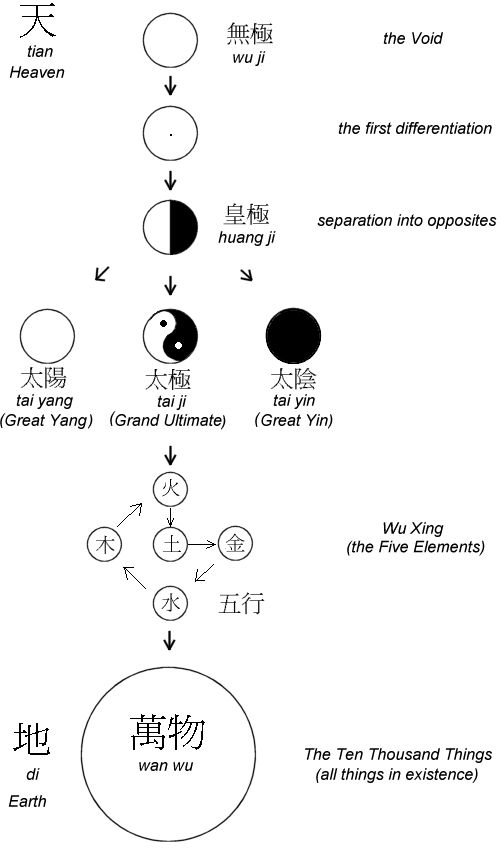 天
tian
Heaven
無極
wu ji
the Void
the first differentiation
皇極
huang ji
separation into opposites
太陽
tai yang
(Great Yang)
太極
tai ji
(Grand Ultimate)
太陰
tai yin
(Great Yin)
火
木
土
金
水
五行
Wu Xing
(the Five Elements)
地
di
Earth
萬物
wan wu
The Ten Thousand Things
(all things in existence)